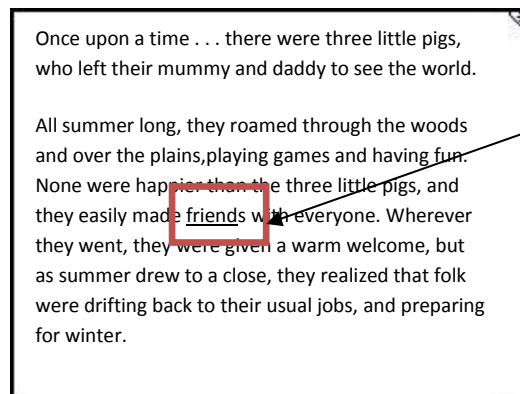 Once upon a time . . . there were three little pigs,
who left their mummy and daddy to see the world.
All summer long, they roamed through the woods
and over the plains,playing games and having fun.
None were happier than the three little pigs, and
they easily made friends with everyone. Wherever
they went, they were given a warm welcome, but
as summer drew to a close, they realized that folk
were drifting back to their usual jobs, and preparing
for winter.